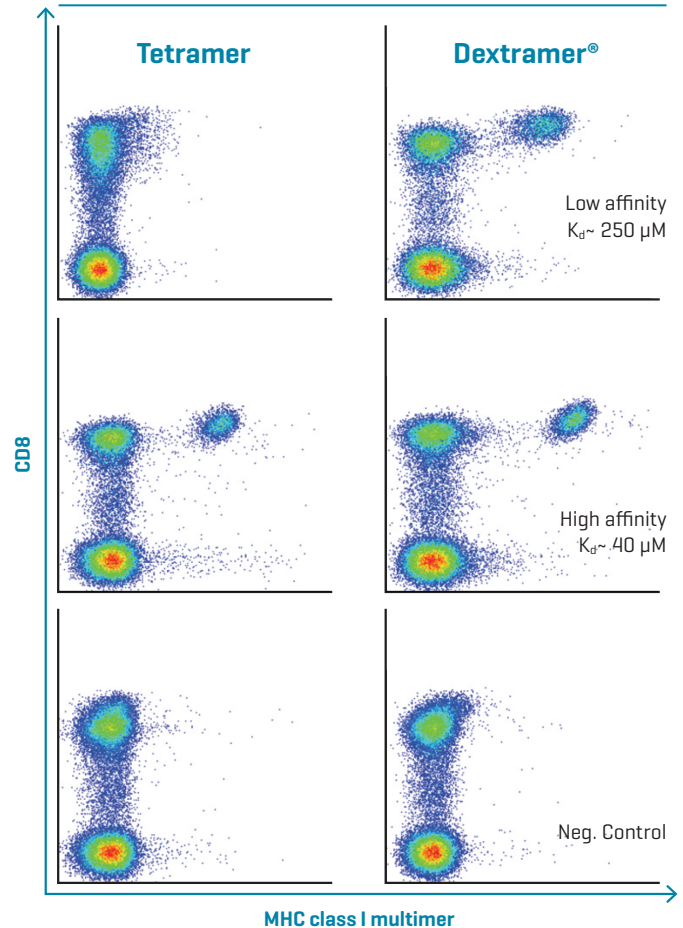 Tetramer
Dextramer®
Low affinity
Kd~ 250 µM
CD8
High affinity
Kd~ 40 µM
Neg. Control
MHC class I multimer